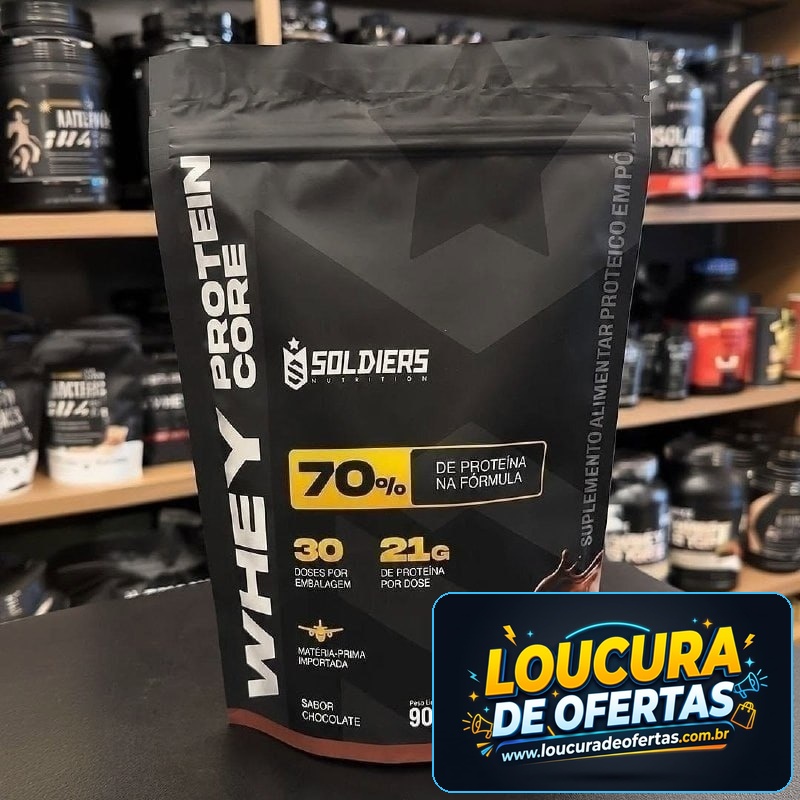 WHEY PROTEIN
CORE
SUPLEMENTO ALIMENTAR PROTEICO EM PÓ
SOLDIERS
NUTRITION
70%
DE PROTEÍNA
NA FÓRMULA
30
DOSES POR
EMBALAGEM
21G
DE PROTEÍNA
POR DOSE
MATÉRIA-PRIMA
IMPORTADA
SABOR
CHOCOLATE
LOUCURA
DE OFERTAS
www.loucuradeofertas.com.br